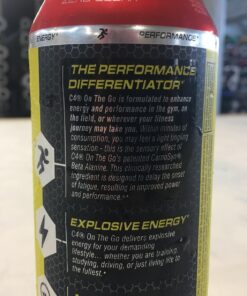 ENERGY*
PERFORMANCE*
THE PERFORMANCE
DIFFERENTIATOR*
C4® On The Go is formulated to enhance
energy and performance in the gym, on
the field, or wherever your fitness
journey may take you. Within minutes of
consumption, you may feel a light tingling
sensation - this is the sensory effect of
C4® On The Go's patented CarnoSyn®
Beta Alanine. This clinically researched
ingredient is designed to delay the onset
of fatigue, resulting in improved power
and performance.**
EXPLOSIVE ENERGY*
C4® On The Go delivers explosive
energy for your demanding
lifestyle... whether you are training,
studying, driving, or just living life to
the fullest.*